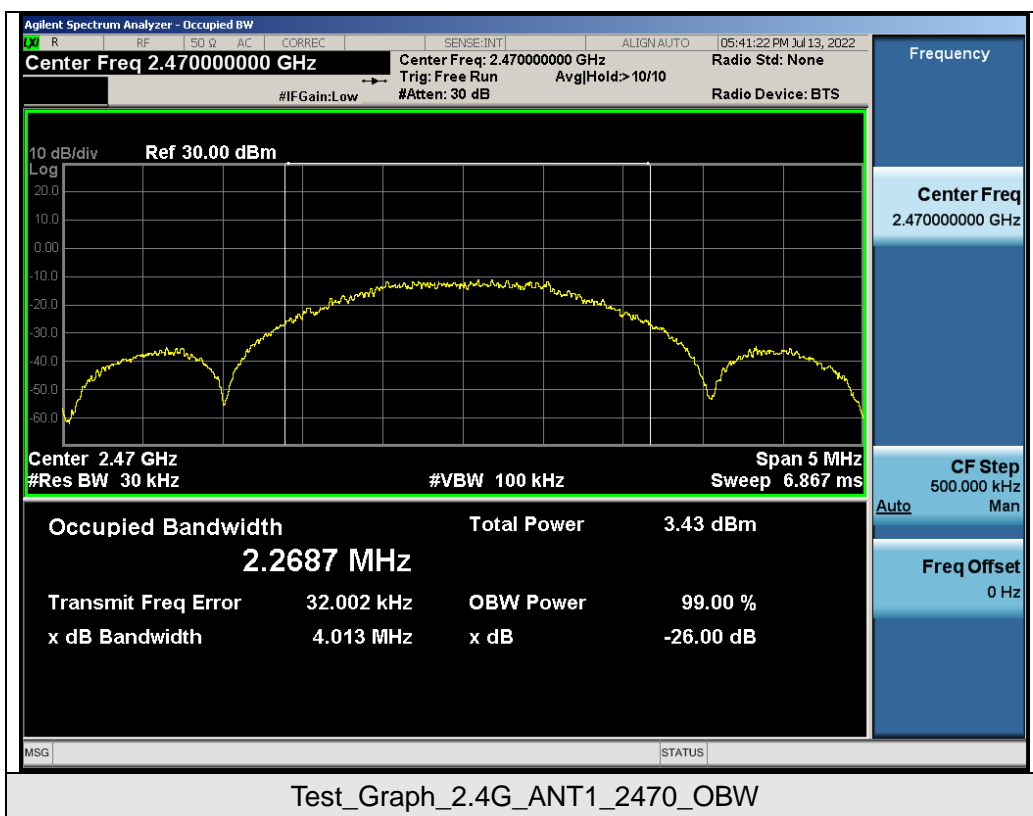 Agilent Spectrum Analyzer - Occupied BW
LXI R RF 50 Ω AC CORREC SENSE:INT ALIGN AUTO 05:41:22 PM Jul 13, 2022
Center Freq 2.470000000 GHz Center Freq: 2.470000000 GHz Radio Std: None
Trig: Free Run Avg|Hold:>10/10
#IFGain:Low #Atten: 30 dB Radio Device: BTS
10 dB/div Ref 30.00 dBm
Log
20.0
10.0
0.00
-10.0
-20.0
-30.0
-40.0
-50.0
-60.0
Center 2.47 GHz Span 5 MHz
#Res BW 30 kHz #VBW 100 kHz Sweep 6.867 ms
Occupied Bandwidth Total Power 3.43 dBm
2.2687 MHz
Transmit Freq Error 32.002 kHz OBW Power 99.00 %
x dB Bandwidth 4.013 MHz x dB -26.00 dB
MSG STATUS
Frequency
Center Freq
2.470000000 GHz
CF Step
500.000 kHz
Auto Man
Freq Offset
0 Hz
Test_Graph_2.4G_ANT1_2470_OBW